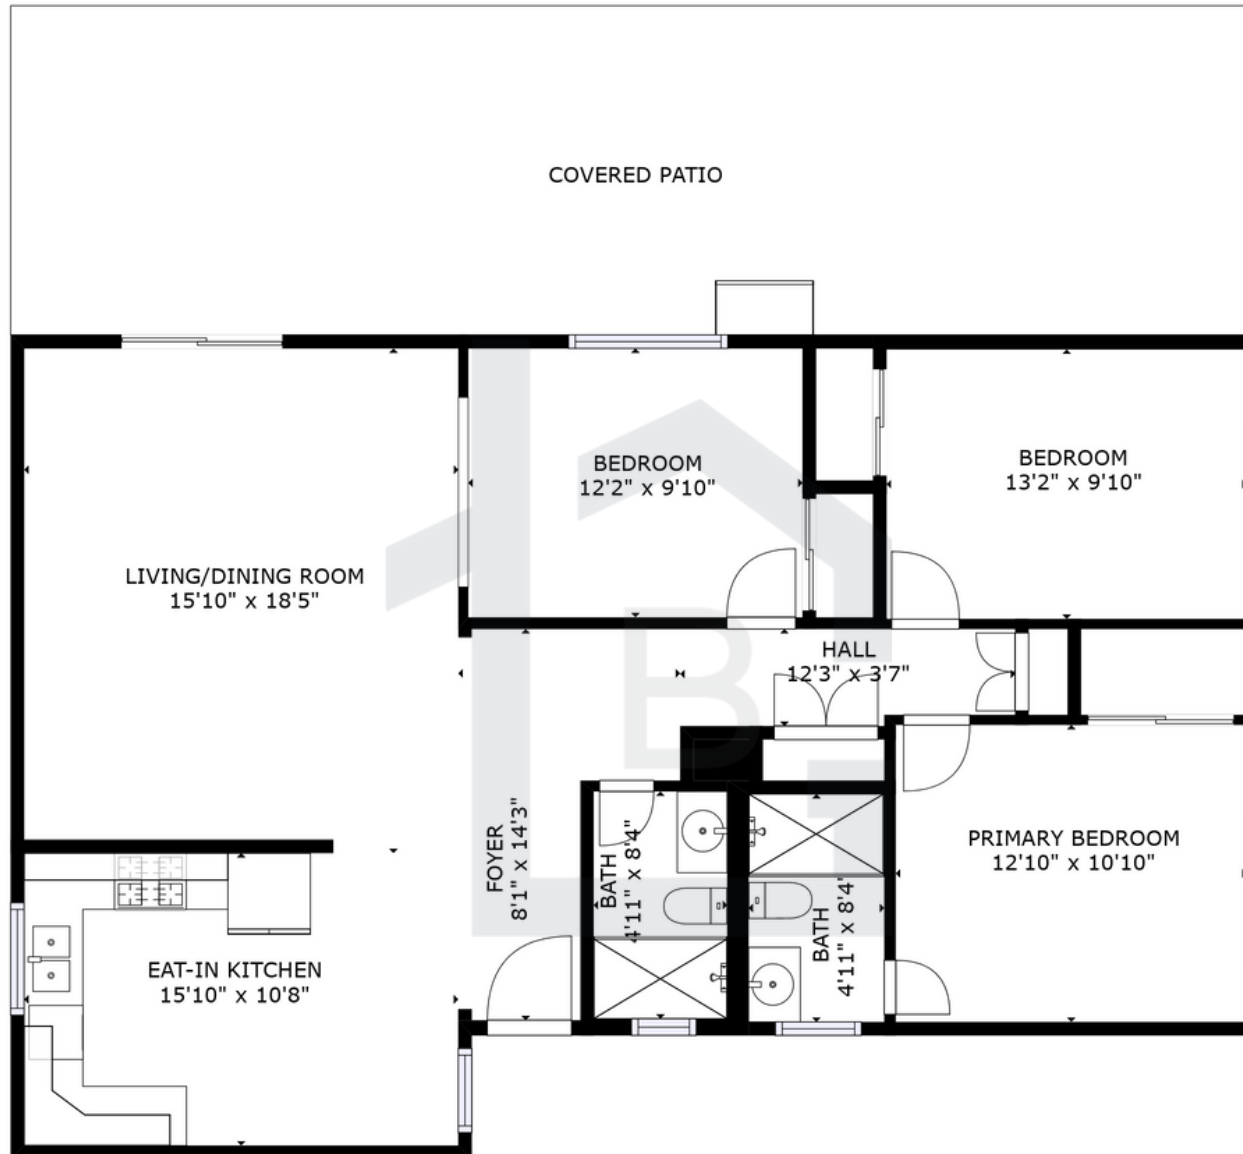 COVERED PATIO
BEDROOM
12'2" x 9'10"
BEDROOM
13'2" x 9'10"
LIVING/DINING ROOM
15'10" x 18'5"
HALL
12'3" x 3'7"
FOYER
8'1" x 14'3"
BATH
4'11" x 8'4"
BATH
4'11" x 8'4"
PRIMARY BEDROOM
12'10" x 10'10"
EAT-IN KITCHEN
15'10" x 10'8"
B